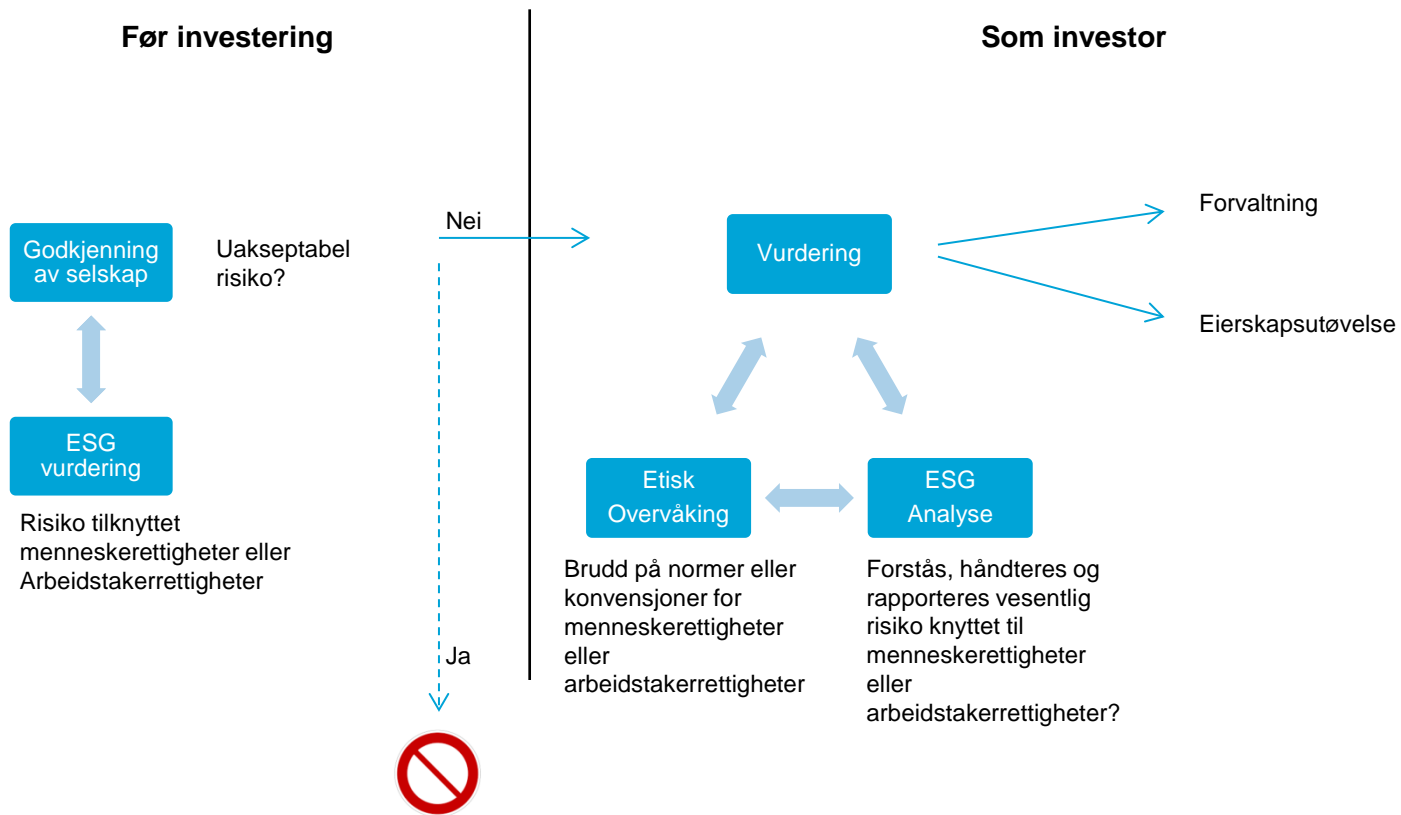 Før investering
Godkjenning
av selskap
Uakseptabel
risiko?
ESG
vurdering
Risiko tilknyttet
menneskerettigheter eller
Arbeidstakerrettigheter
Nei
Ja
Som investor
Vurdering
Forvaltning
Eierskapsutøvelse
Etisk
Overvåking
Brudd på normer eller
konvensjoner for
menneskerettigheter
eller
arbeidstakerrettigheter
ESG
Analyse
Forstås, håndteres og
rapporteres vesentlig
risiko knyttet til
menneskerettigheter
eller
arbeidstakerrettigheter?